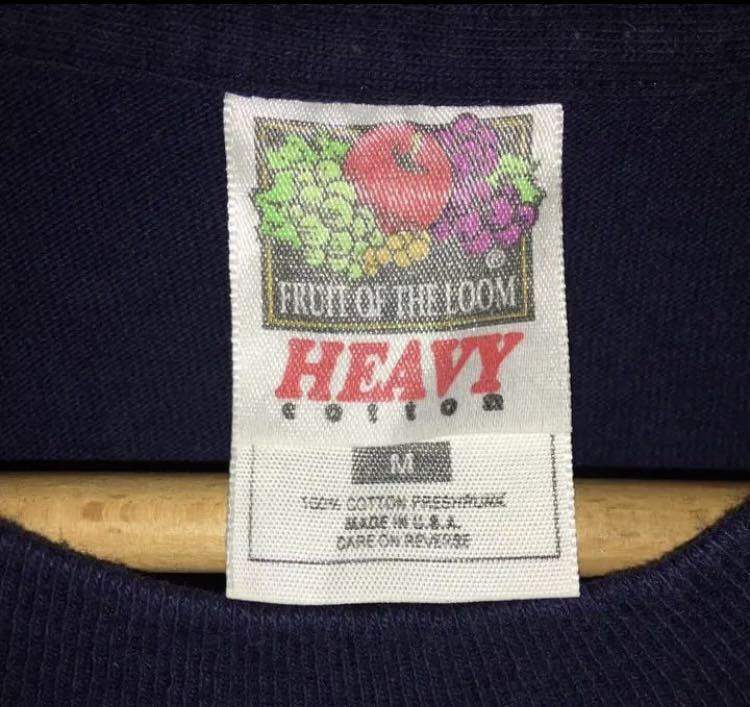 ®
FRUIT OF THE LOOM
HEAVY
cotton
M
100% COTTON PRESHRUNK
MADE IN U.S.A.
CARE ON REVERSE